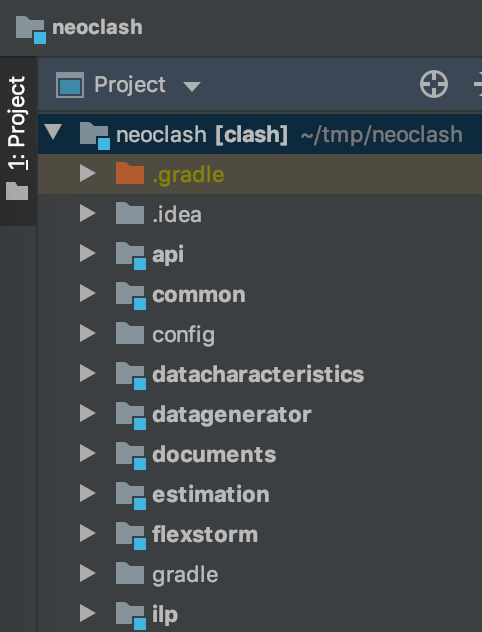 neoclash
Project
1: Project
neoclash [clash] ~/tmp/neoclash
.gradle
.idea
api
common
config
datacharacteristics
datagenerator
documents
estimation
flexstorm
gradle
ilp